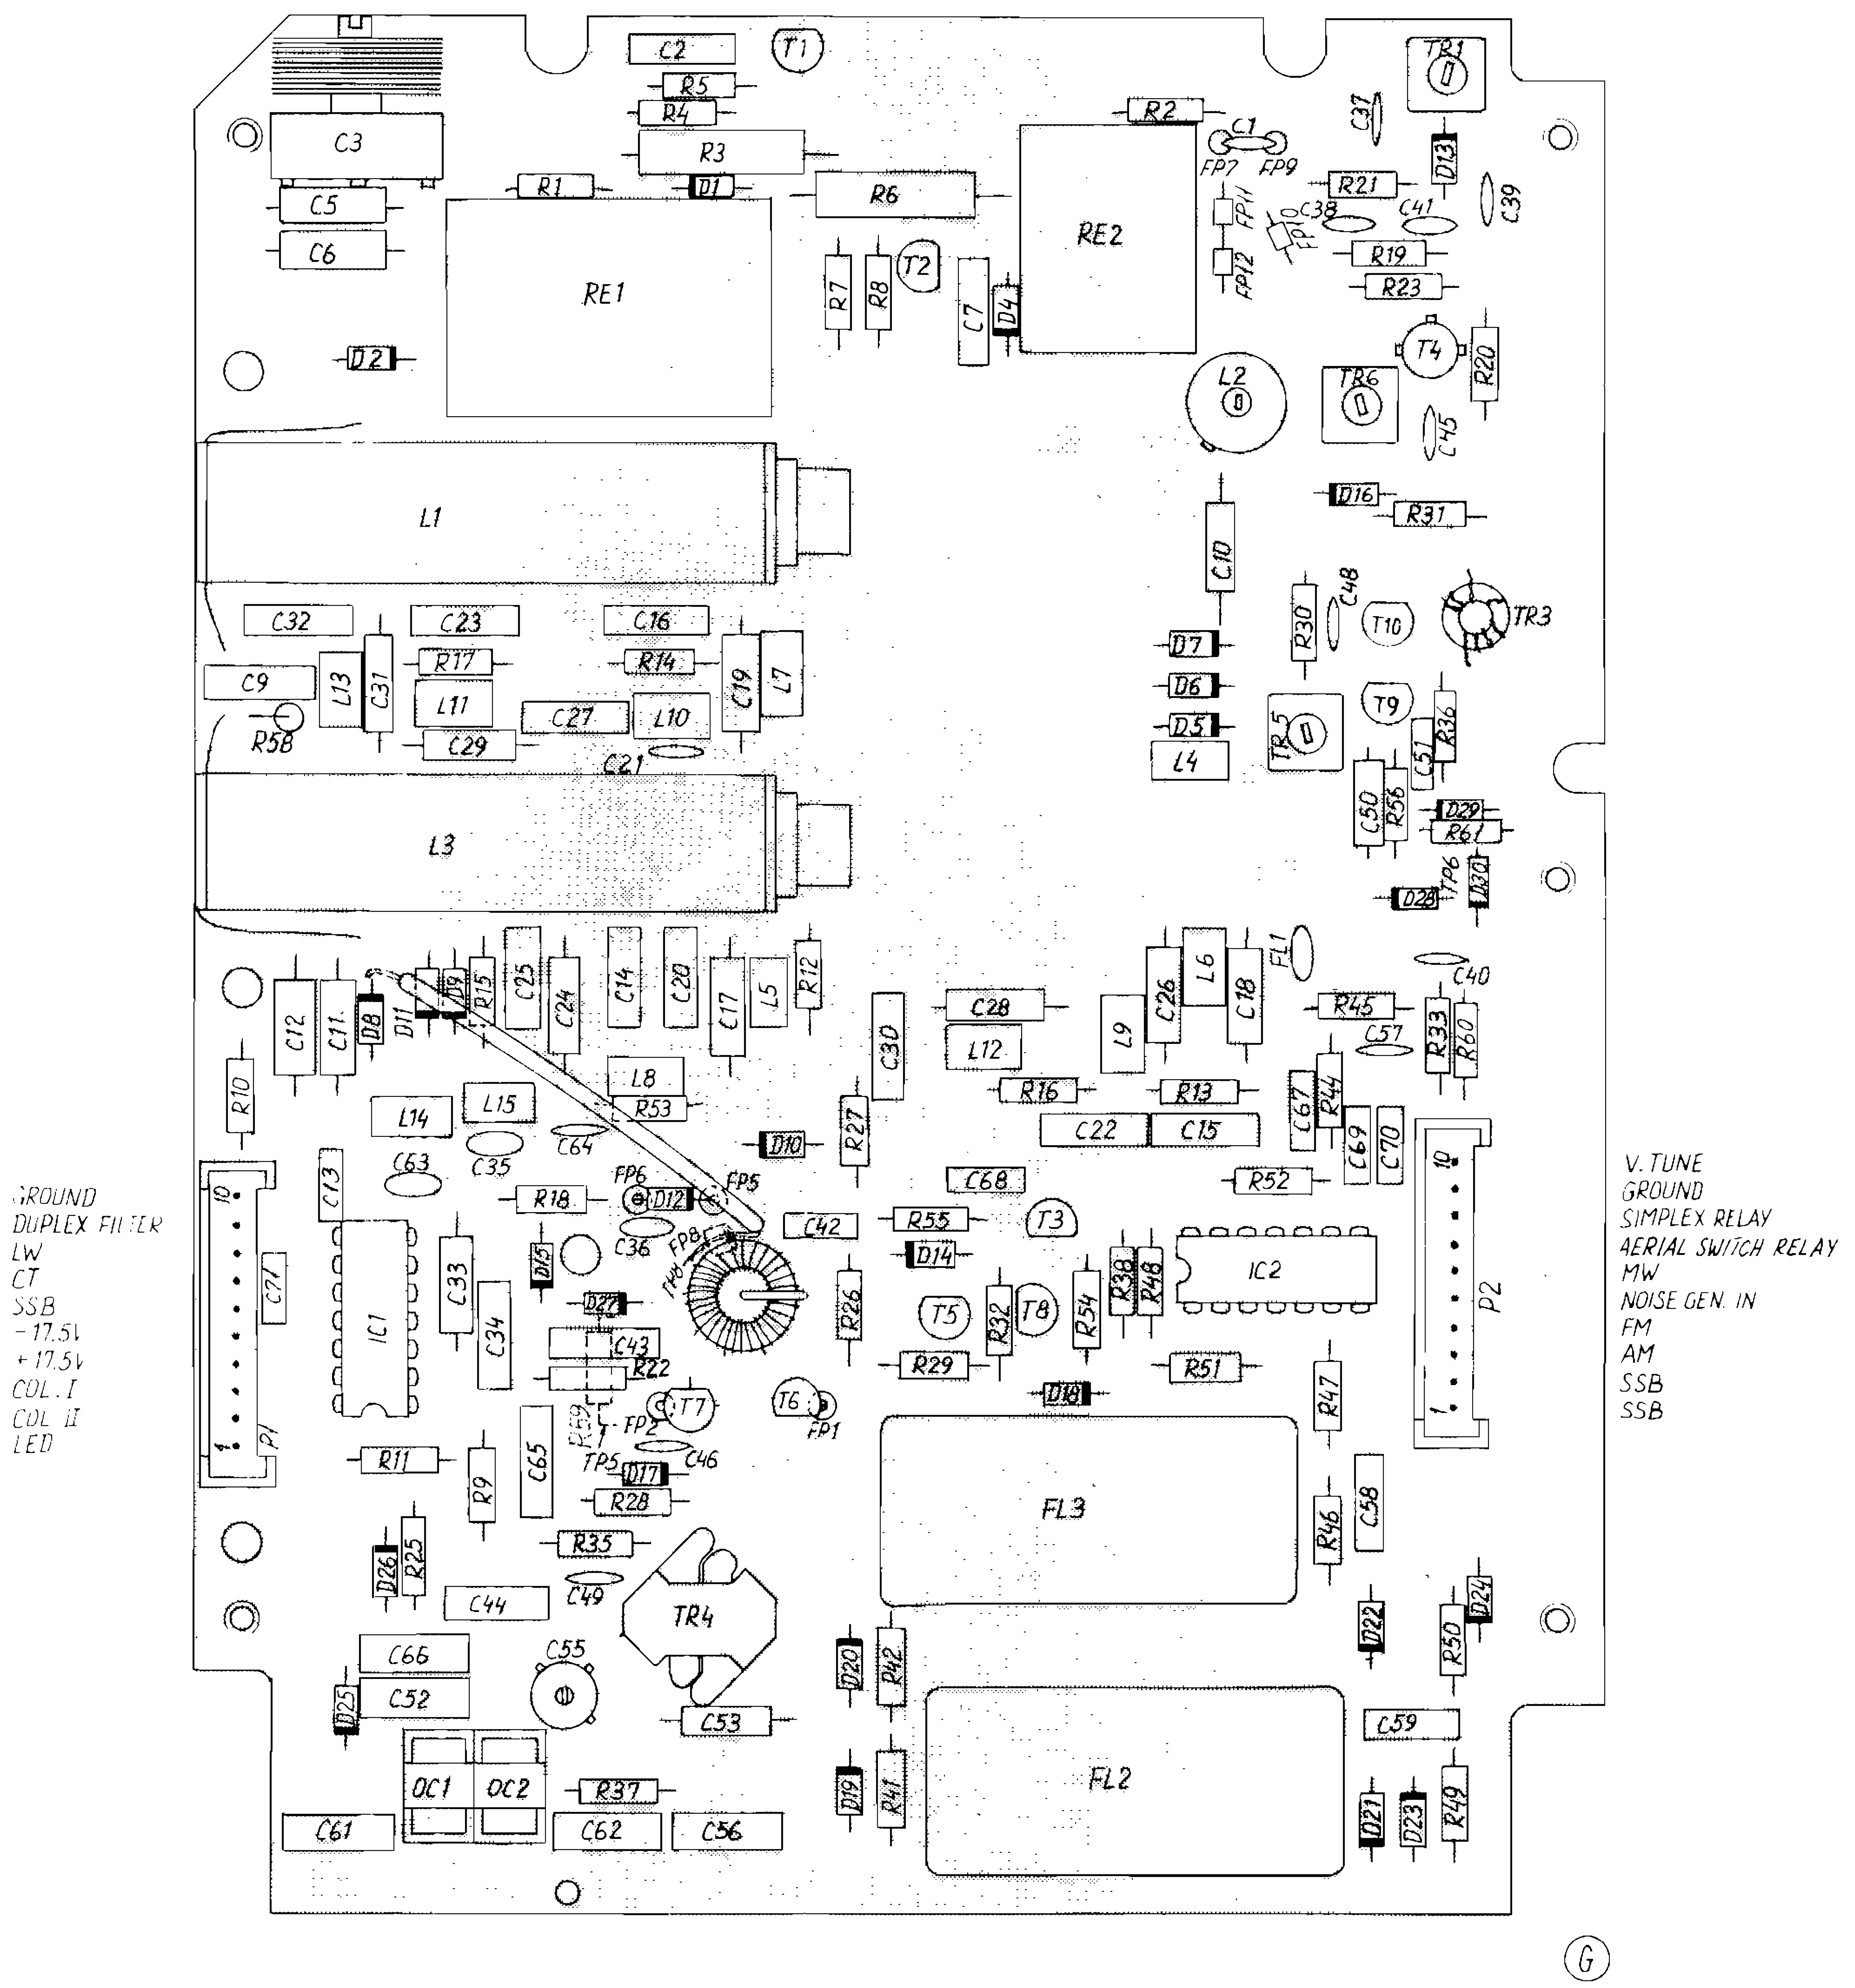 C2
T1
TR1
R5
R4
R2
C37
C1
C3
R3
FP7
FP9
D13
R1
D1
R6
R21
C39
C5
FP11
C38
C41
FP10
C6
RE2
R19
T2
FP12
R23
RE1
R7
R8
C7
D4
T4
R20
D2
L2
TR6
C45
D16
R31
L1
C10
C48
C32
C23
C16
R30
T10
TR3
R17
R14
D7
C9
L13
C31
C19
L7
D6
L11
C27
L10
T9
R36
R58
C29
D5
TR5
C51
C21
L4
C50
R56
D29
R61
L3
TP6
D30
D28
FL1
C40
D9
R15
C25
C14
C20
L5
R12
L6
C26
C18
C12
C11
D8
D11
C24
C17
C28
R45
R33
R60
C30
L12
L9
C57
L8
R10
L15
R53
R16
R13
R44
C67
L14
R27
C22
C15
C69
C70
C64
D10
C35
C63
C13
FP6
FP5
C68
R52
10
10
R18
D12
C42
R55
T3
C36
FP8
D15
D14
IC2
C71
IC1
C33
R38
R48
P2
D27
R26
T5
R32
T8
R54
C34
C43
R22
R29
R51
D18
R47
R59
FP2
T7
T6
FP1
1
1
P1
C46
TP5
R11
R9
C65
D17
R28
FL3
C58
R46
R35
D26
R25
C49
C44
TR4
D24
D22
R50
C66
C55
D20
R42
D25
C52
C53
C59
OC1
OC2
R37
D19
R41
FL2
D21
D23
R49
C61
C62
C56
GROUND
DUPLEX FILTER
LW
CT
SSB
-17.5V
+17.5V
COL. I
COL II
LED
V. TUNE
GROUND
SIMPLEX RELAY
AERIAL SWITCH RELAY
MW
NOISE GEN. IN
FM
AM
SSB
SSB
G